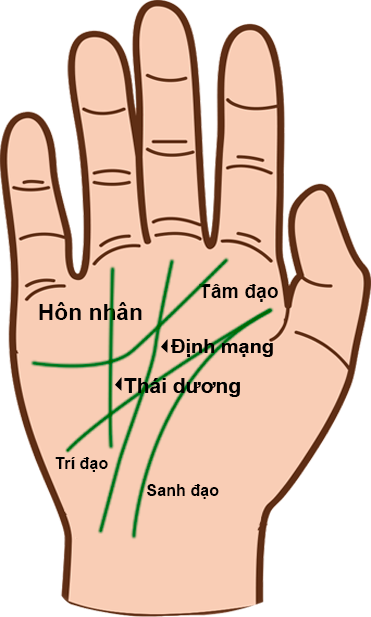 Tâm đạo
Hôn nhân
Định mạng
Thái dương
Trí đạo
Sanh đạo